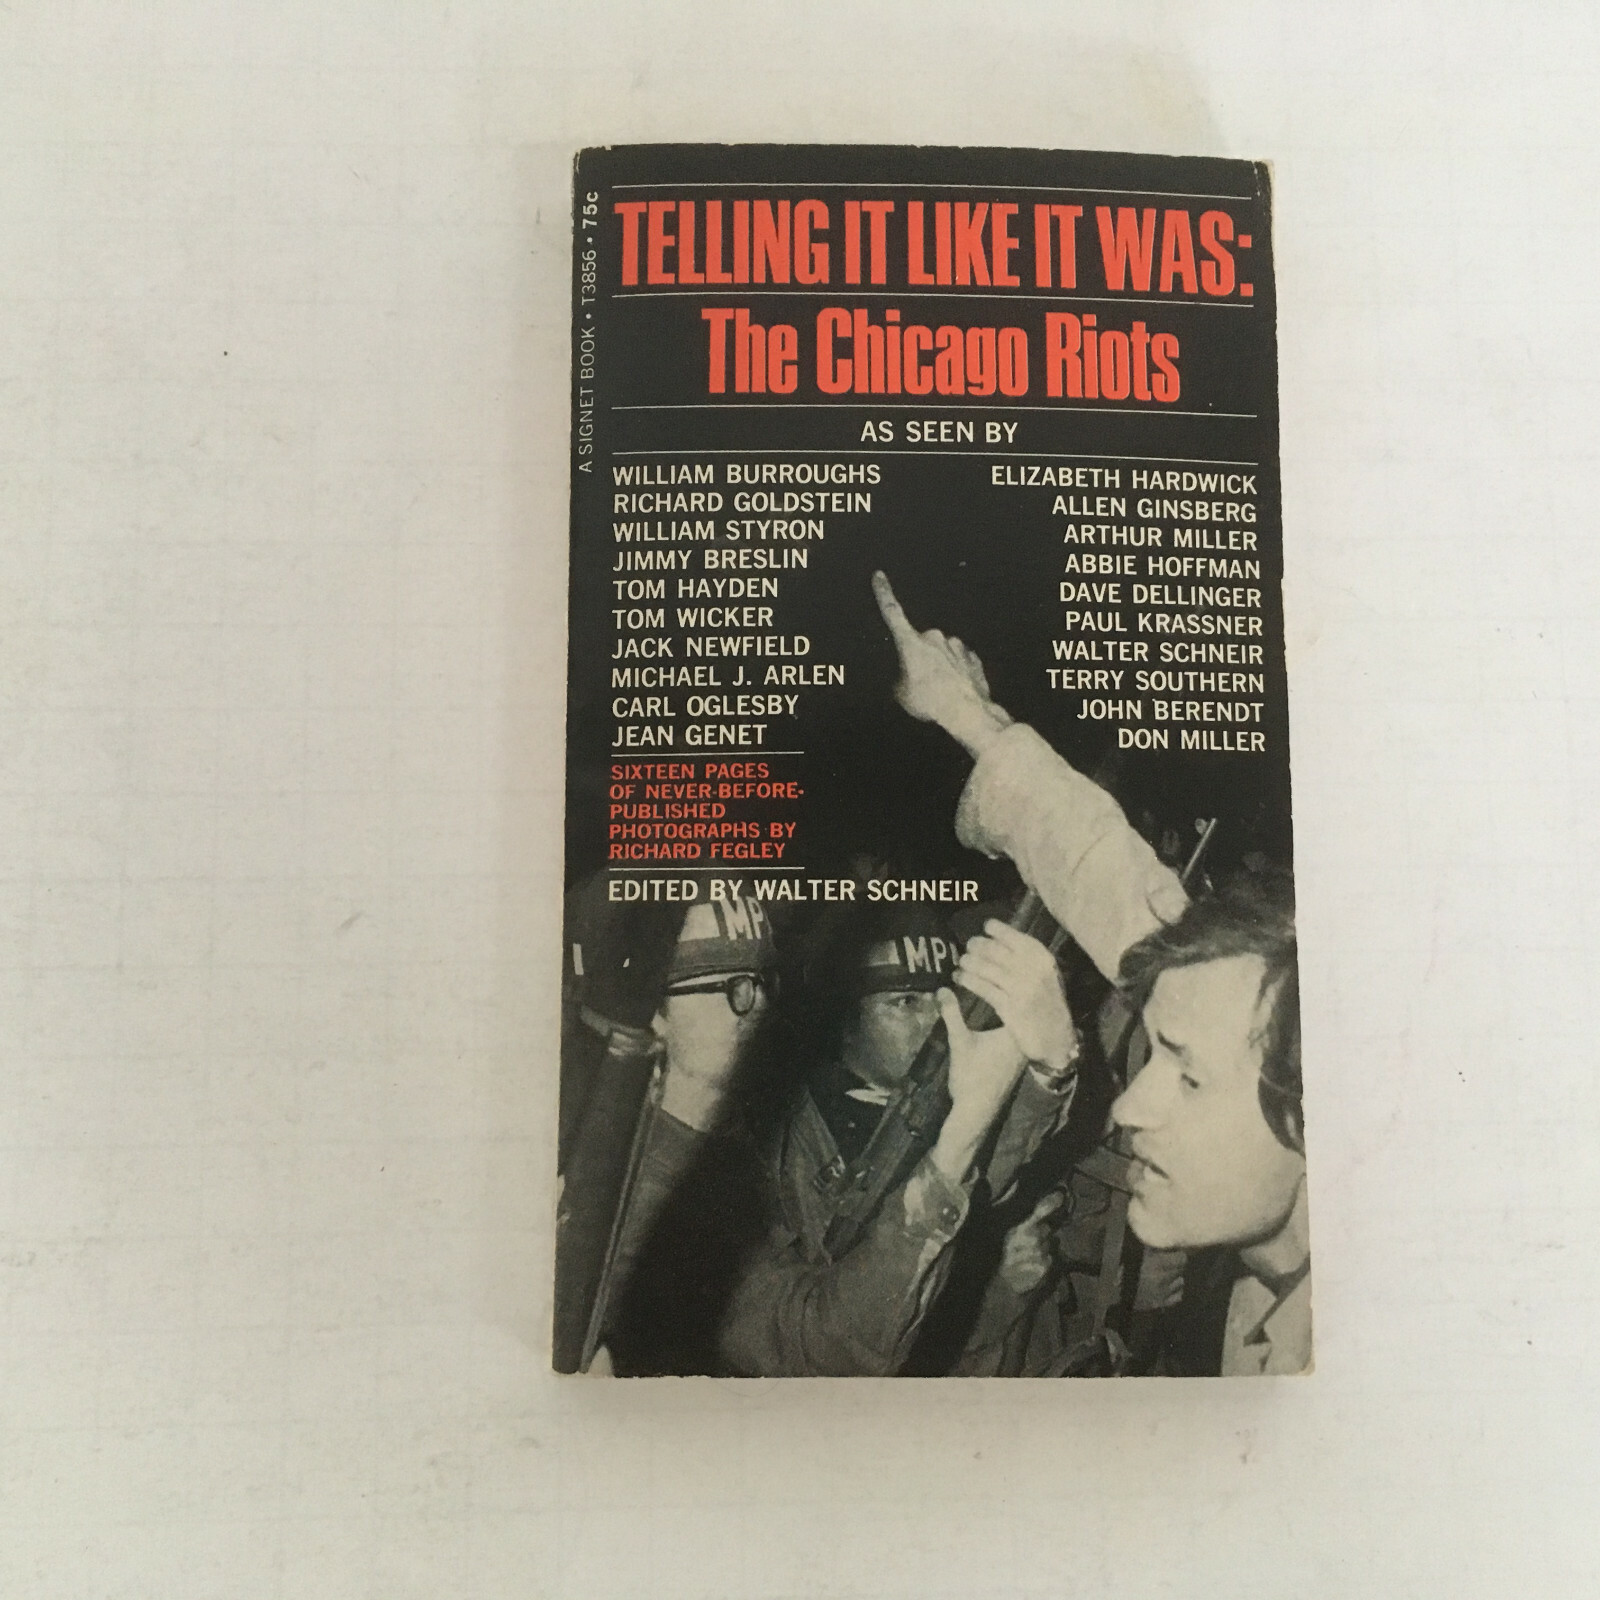 A SIGNET BOOK • T3856 • 75c
TELLING IT LIKE IT WAS:
The Chicago Riots
AS SEEN BY
WILLIAM BURROUGHS
RICHARD GOLDSTEIN
WILLIAM STYRON
JIMMY BRESLIN
TOM HAYDEN
TOM WICKER
JACK NEWFIELD
MICHAEL J. ARLEN
CARL OGLESBY
JEAN GENET
ELIZABETH HARDWICK
ALLEN GINSBERG
ARTHUR MILLER
ABBIE HOFFMAN
DAVE DELLINGER
PAUL KRASSNER
WALTER SCHNEIR
TERRY SOUTHERN
JOHN BERENDT
DON MILLER
SIXTEEN PAGES
OF NEVER-BEFORE-
PUBLISHED
PHOTOGRAPHS BY
RICHARD FEGLEY
EDITED BY WALTER SCHNEIR
MP
MP